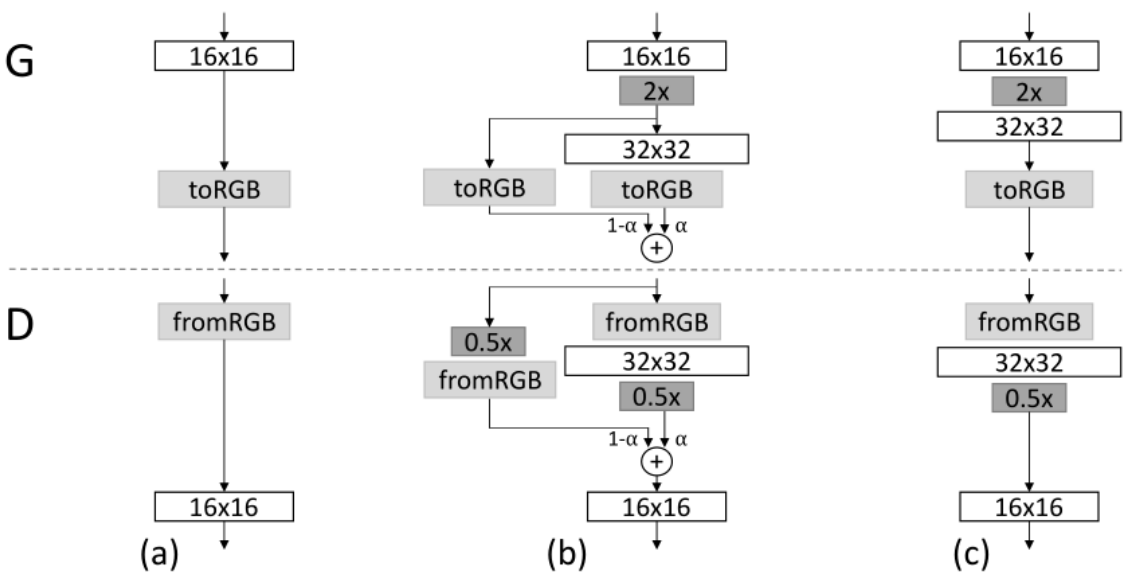 G
16x16
toRGB
16x16
2x
32x32
toRGB
toRGB
1-α
α
+
16x16
2x
32x32
toRGB
D
fromRGB
16x16
(a)
0.5x
fromRGB
fromRGB
32x32
0.5x
1-α
α
+
16x16
(b)
fromRGB
32x32
0.5x
16x16
(c)